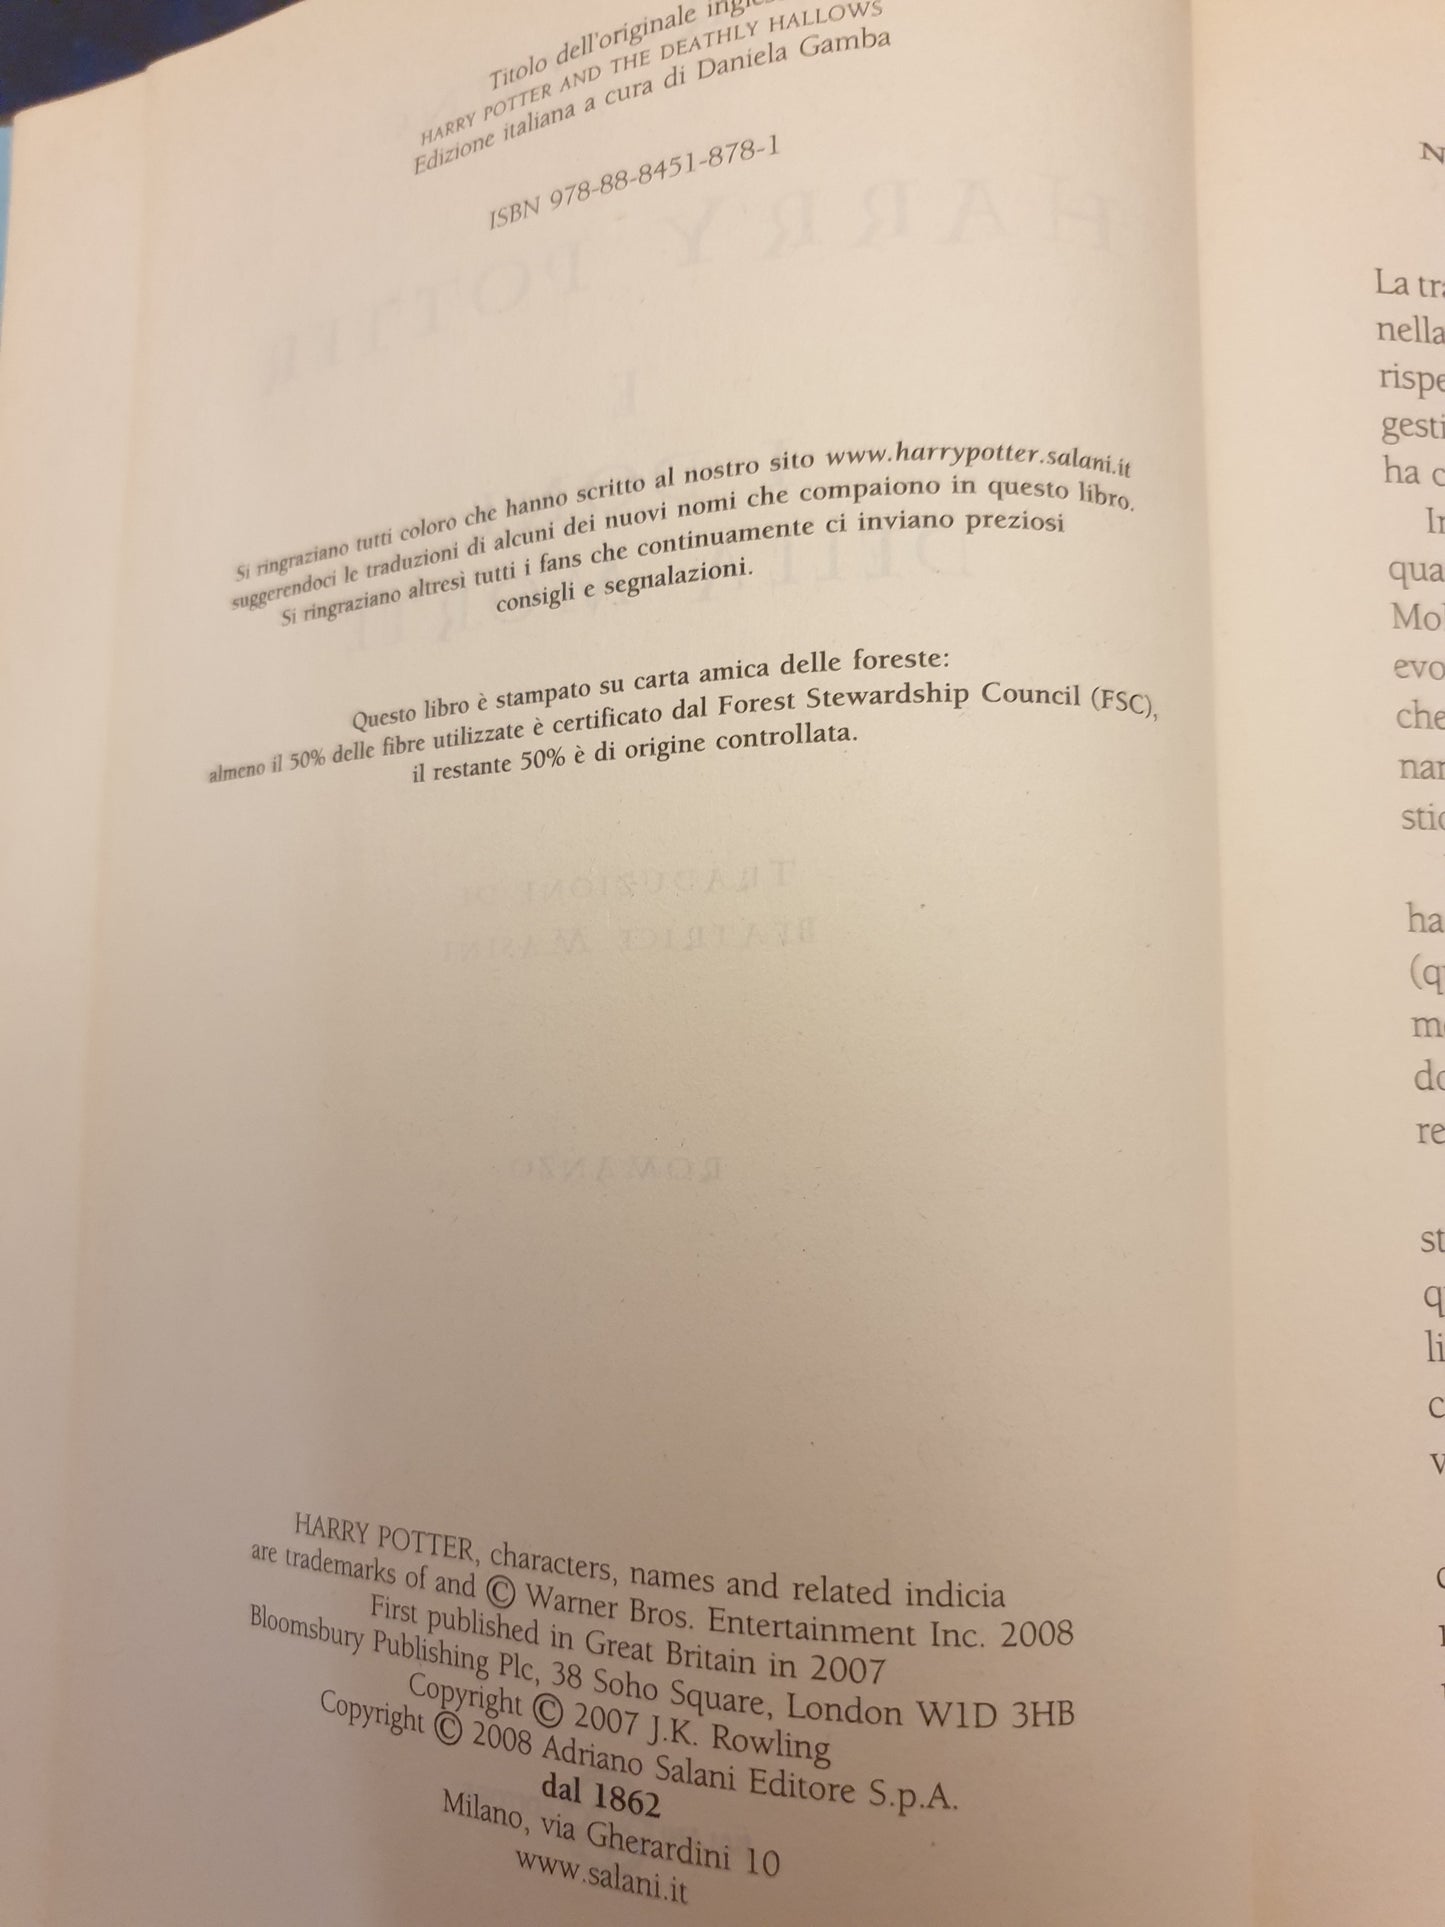 Titolo dell'originale
HARRY POTTER AND THE DEATHLY HALLOWS
Edizione italiana a cura di Daniela Gamba
ISBN 978-88-8451-878-1
HARRY POTTER
E
Si ringraziano tutti coloro che hanno scritto al nostro sito www.harrypotter.salani.it
suggerendoci le traduzioni di alcuni dei nuovi nomi che compaiono in questo libro.
Si ringraziano altresì tutti i fans che continuamente ci inviano preziosi
consigli e segnalazioni.
Questo libro è stampato su carta amica delle foreste:
almeno il 50% delle fibre utilizzate è certificato dal Forest Stewardship Council (FSC),
il restante 50% è di origine controllata.
TRADUZIONE DI
BEATRICE MASINI
ROMANZO
HARRY POTTER, characters, names and related indicia
are trademarks of and © Warner Bros. Entertainment Inc. 2008
First published in Great Britain in 2007
Bloomsbury Publishing Plc, 38 Soho Square, London W1D 3HB
Copyright © 2007 J.K. Rowling
Copyright © 2008 Adriano Salani Editore S.p.A.
dal 1862
Milano, via Gherardini 10
www.salani.it
La
nella
ha